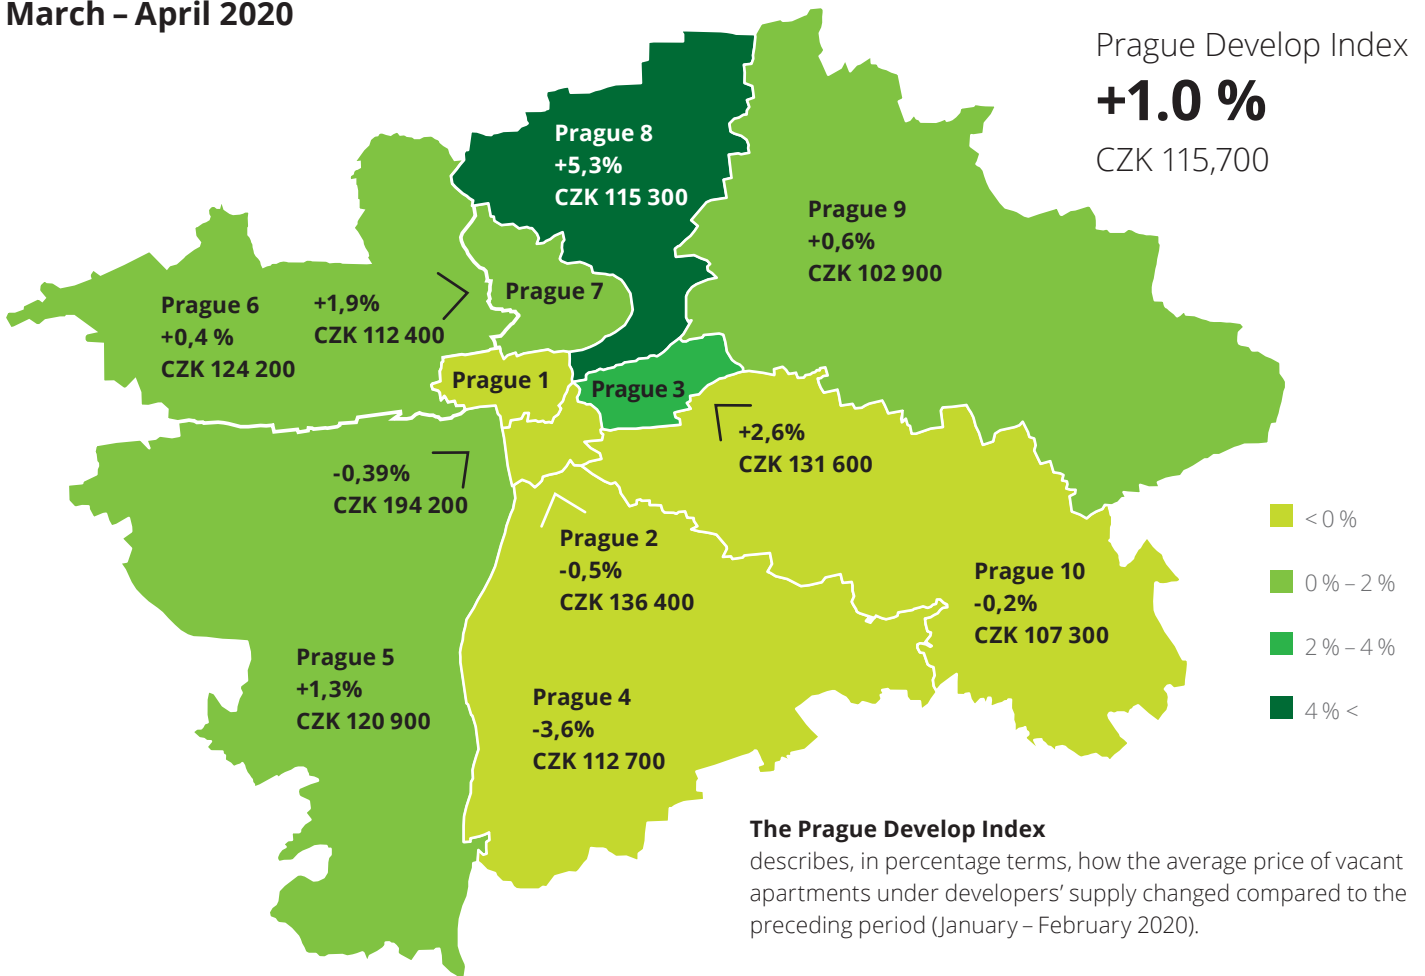 March – April 2020
Prague Develop Index
+1.0 %
CZK 115,700
Prague 8
+5,3%
CZK 115 300
Prague 9
+0,6%
CZK 102 900
Prague 7
+1,9%
CZK 112 400
Prague 6
+0,4 %
CZK 124 200
Prague 1
-0,39%
CZK 194 200
Prague 3
+2,6%
CZK 131 600
Prague 2
-0,5%
CZK 136 400
Prague 10
-0,2%
CZK 107 300
Prague 5
+1,3%
CZK 120 900
Prague 4
-3,6%
CZK 112 700
< 0 %
0 % – 2 %
2 % – 4 %
4 % <
The Prague Develop Index
describes, in percentage terms, how the average price of vacant
apartments under developers’ supply changed compared to the
preceding period (January – February 2020).